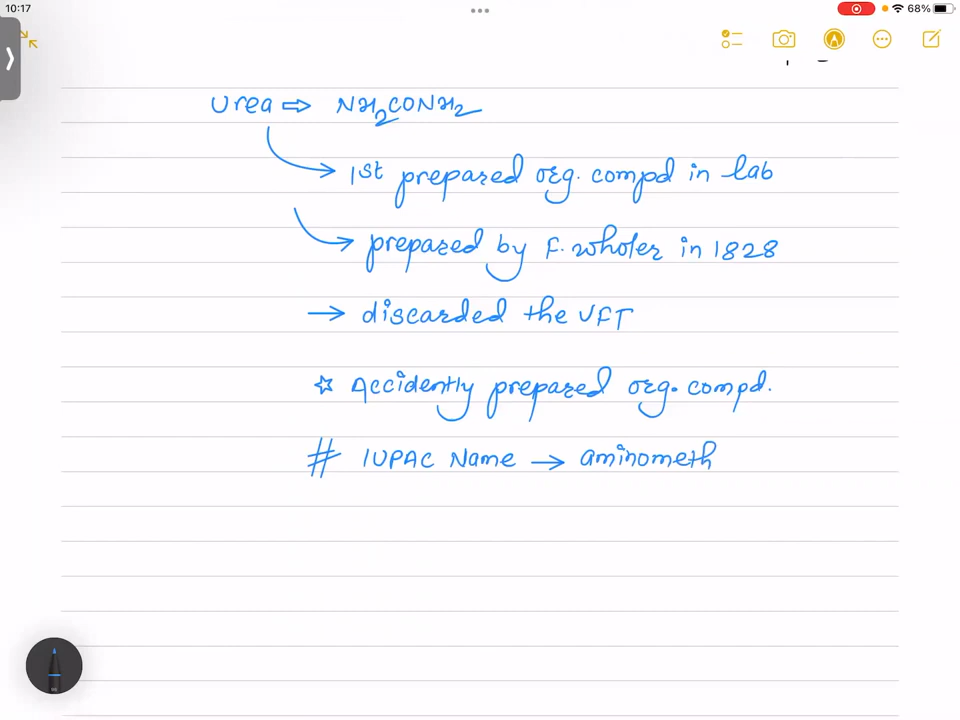 10:17
68%
Urea ⇒ NH2CONH2
→ 1st prepared org. compd in lab
→ prepared by F. wholer in 1828
→ discarded the VFT
☆ Accidently prepared org. compd.
# IUPAC Name → aminometh